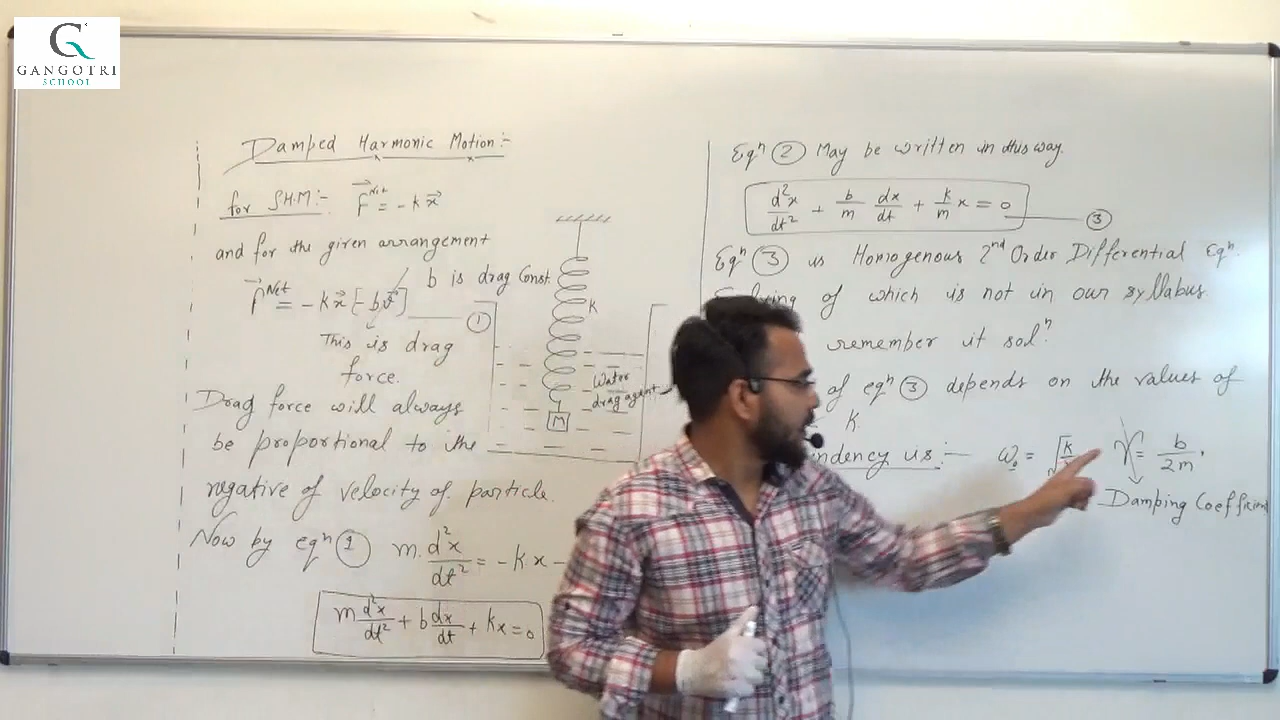 GANGOTRI
SCHOOL
Damped Harmonic Motion:-
for S.H.M:- F^Net = -k x
and for the given arrangement
b is drag Const.
F^Net = -kx [-bv] ——— ①
This is drag
force.
Drag force will always
be proportional to the
negative of velocity of particle.
Now by eqn ① m. d²x/dt² = -kx -
m d²x/dt² + b dx/dt + kx = 0
K
Water
drag agent
M
Eqn ② May be written in this way.
d²x/dt² + b/m dx/dt + k/m x = 0 ——— ③
Eqn ③ is Homogenous 2nd Order Differential Eqn.
of which is not in our syllabus.
remember it soln.
of eqn ③ depends on the values of
k
us:- ω₀ = √k γ = b/2m.
Damping Coefficient